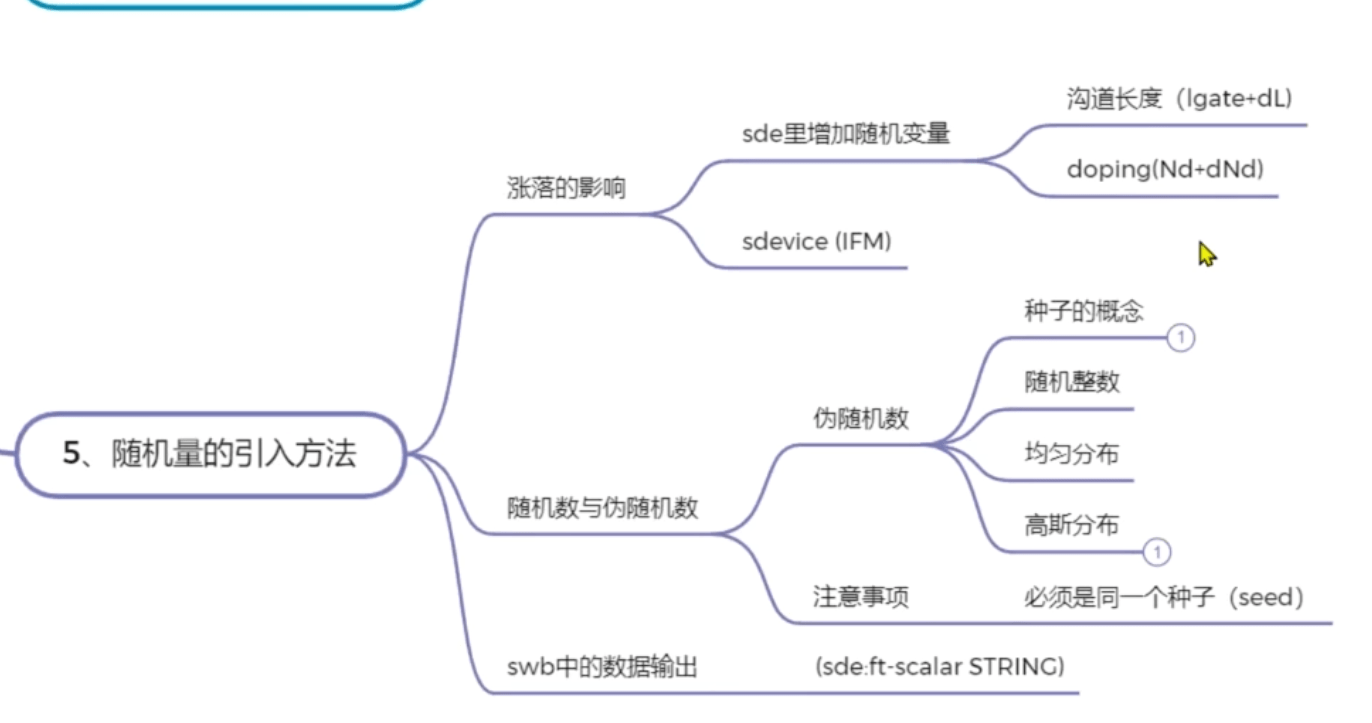 沟道长度（lgate+dL)
sde里增加随机变量
doping(Nd+dNd)
涨落的影响
sdevice (IFM)
种子的概念
1
随机整数
伪随机数
均匀分布
5、随机量的引入方法
随机数与伪随机数
高斯分布
1
注意事项 必须是同一个种子（seed）
swb中的数据输出 (sde:ft-scalar STRING)